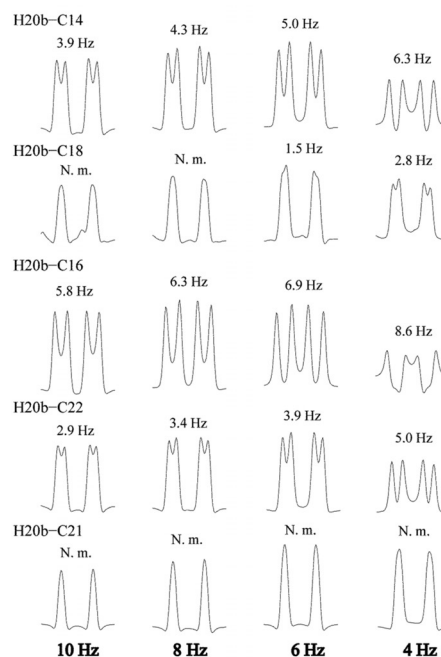 H20b–C14
3.9 Hz 4.3 Hz 5.0 Hz 6.3 Hz
H20b–C18
N. m. N. m. 1.5 Hz 2.8 Hz
H20b–C16
5.8 Hz 6.3 Hz 6.9 Hz 8.6 Hz
H20b–C22
2.9 Hz 3.4 Hz 3.9 Hz 5.0 Hz
H20b–C21
N. m. N. m. N. m. N. m.
10 Hz 8 Hz 6 Hz 4 Hz